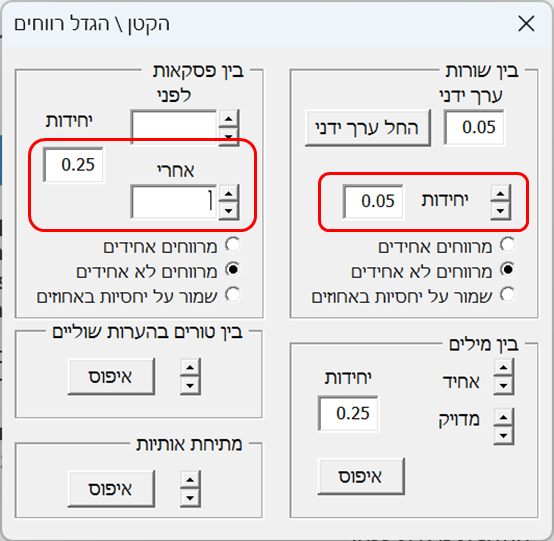 הקטן \ הגדל רווחים
בין שורות
ערך ידני
0.05
החל ערך ידני
יחידות
0.05
מרווחים אחידים
מרווחים לא אחידים
שמור על יחסיות באחוזים
בין פסקאות
לפני
יחידות
0.25
אחרי
מרווחים אחידים
מרווחים לא אחידים
שמור על יחסיות באחוזים
בין מילים
אחיד
יחידות
מדויק
0.25
איפוס
בין טורים בהערות שוליים
איפוס
מתיחת אותיות
איפוס